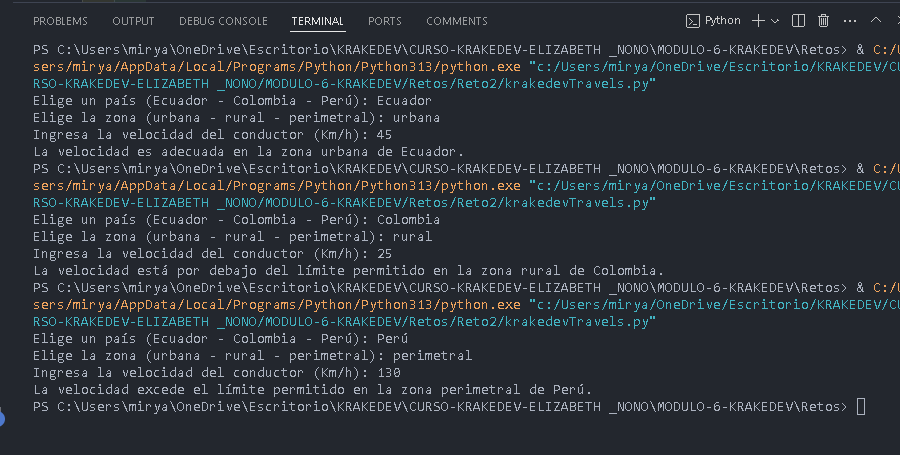 PROBLEMS OUTPUT DEBUG CONSOLE TERMINAL PORTS COMMENTS Python
PS C:\Users\mirya\OneDrive\Escritorio\KRAKEDEV\CURSO-KRAKEDEV-ELIZABETH _NONO\MODULO-6-KRAKEDEV\Retos> & C:/U
sers/mirya/AppData/Local/Programs/Python/Python313/python.exe "c:/Users/mirya/OneDrive/Escritorio/KRAKEDEV/CU
RSO-KRAKEDEV-ELIZABETH _NONO/MODULO-6-KRAKEDEV/Retos/Reto2/krakedevTravels.py"
Elige un país (Ecuador - Colombia - Perú): Ecuador
Elige la zona (urbana - rural - perimetral): urbana
Ingresa la velocidad del conductor (Km/h): 45
La velocidad es adecuada en la zona urbana de Ecuador.
PS C:\Users\mirya\OneDrive\Escritorio\KRAKEDEV\CURSO-KRAKEDEV-ELIZABETH _NONO\MODULO-6-KRAKEDEV\Retos> & C:/U
sers/mirya/AppData/Local/Programs/Python/Python313/python.exe "c:/Users/mirya/OneDrive/Escritorio/KRAKEDEV/CU
RSO-KRAKEDEV-ELIZABETH _NONO/MODULO-6-KRAKEDEV/Retos/Reto2/krakedevTravels.py"
Elige un país (Ecuador - Colombia - Perú): Colombia
Elige la zona (urbana - rural - perimetral): rural
Ingresa la velocidad del conductor (Km/h): 25
La velocidad está por debajo del límite permitido en la zona rural de Colombia.
PS C:\Users\mirya\OneDrive\Escritorio\KRAKEDEV\CURSO-KRAKEDEV-ELIZABETH _NONO\MODULO-6-KRAKEDEV\Retos> & C:/U
sers/mirya/AppData/Local/Programs/Python/Python313/python.exe "c:/Users/mirya/OneDrive/Escritorio/KRAKEDEV/CU
RSO-KRAKEDEV-ELIZABETH _NONO/MODULO-6-KRAKEDEV/Retos/Reto2/krakedevTravels.py"
Elige un país (Ecuador - Colombia - Perú): Perú
Elige la zona (urbana - rural - perimetral): perimetral
Ingresa la velocidad del conductor (Km/h): 130
La velocidad excede el límite permitido en la zona perimetral de Perú.
PS C:\Users\mirya\OneDrive\Escritorio\KRAKEDEV\CURSO-KRAKEDEV-ELIZABETH _NONO\MODULO-6-KRAKEDEV\Retos>